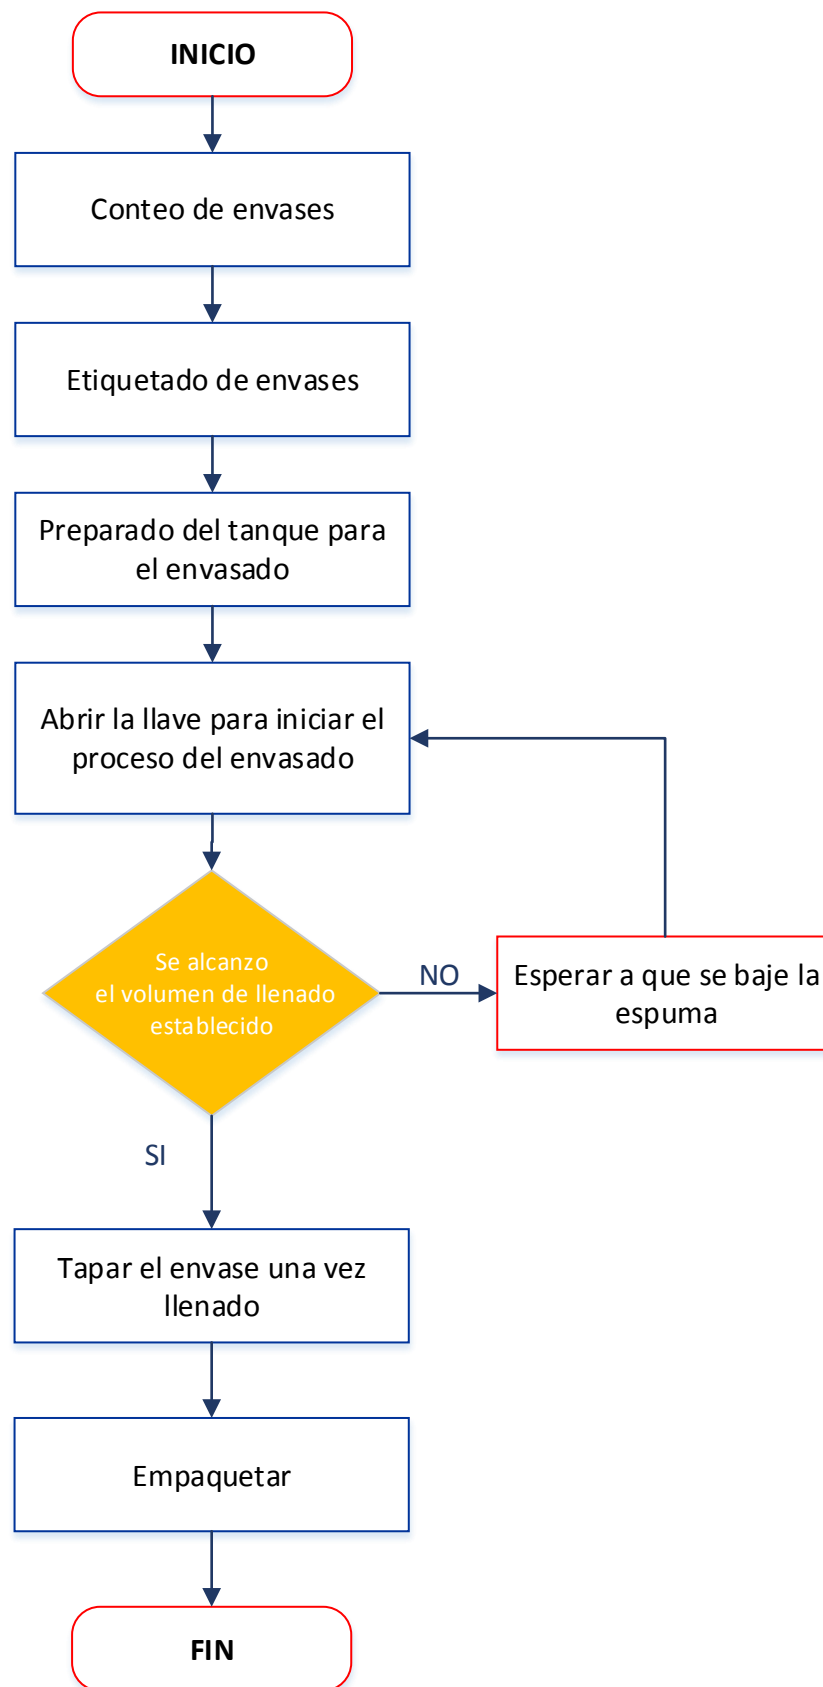 INICIO
Conteo de envases
Etiquetado de envases
Preparado del tanque para
el envasado
Abrir la llave para iniciar el
proceso del envasado
Se alcanzo
el volumen de llenado
establecido
NO
Esperar a que se baje la
espuma
SI
Tapar el envase una vez
llenado
Empaquetar
FIN